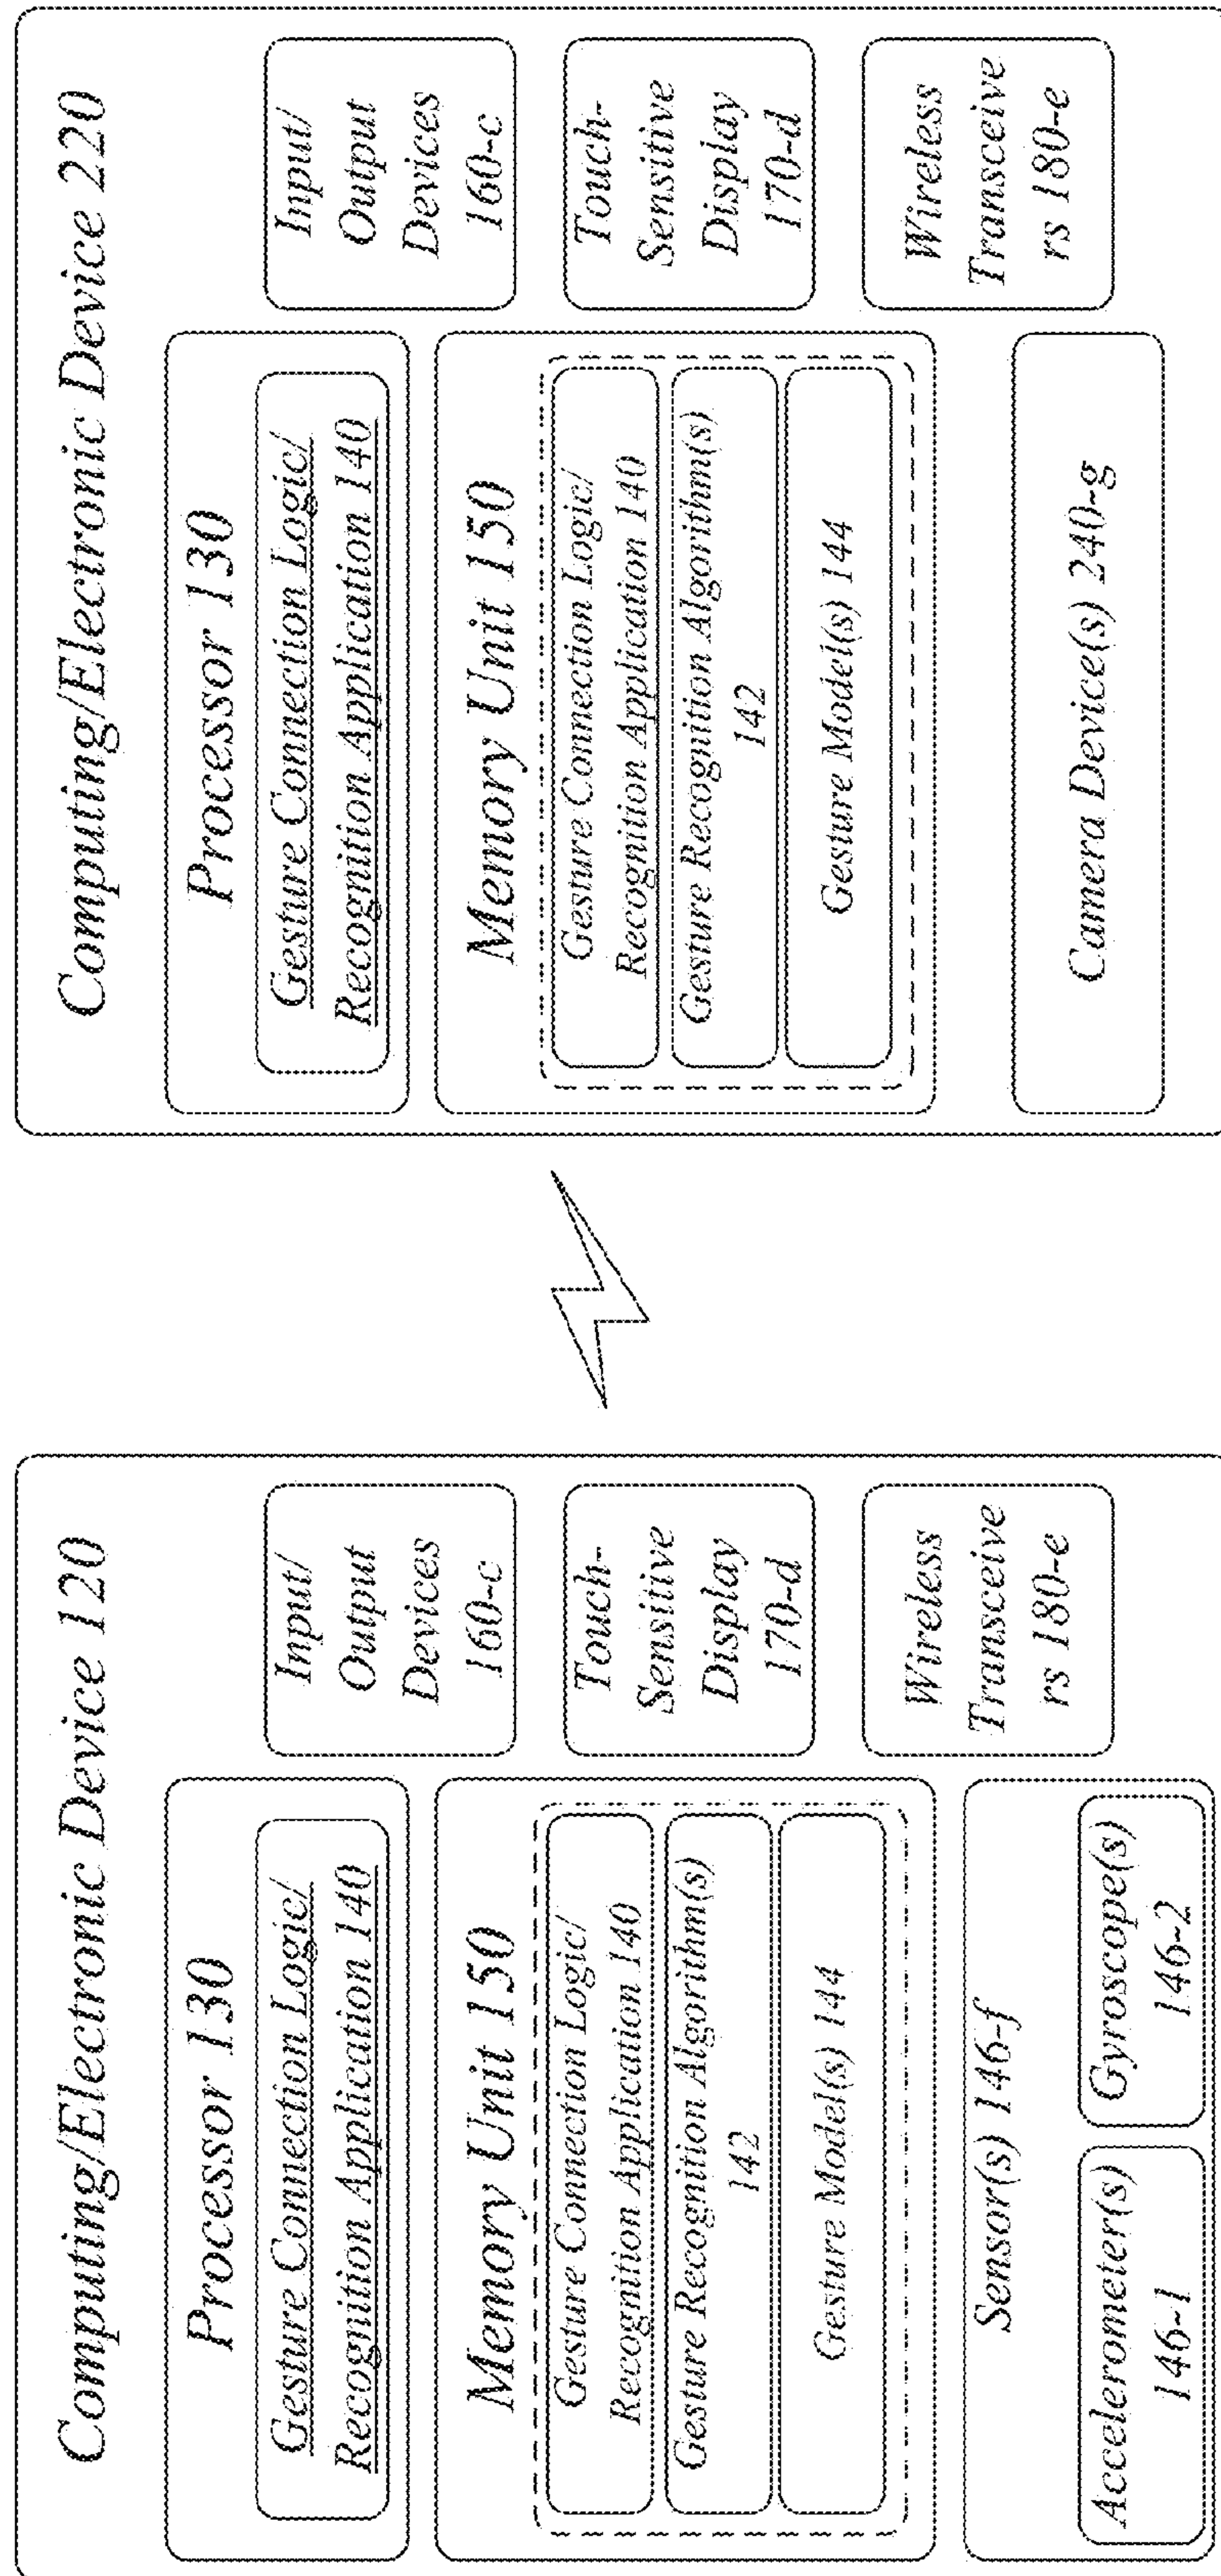 Computing/Electronic Device 120
Processor 130
Gesture Connection Logic/
Recognition Application 140
Memory Unit 150
Gesture Connection Logic/
Recognition Application 140
Gesture Recognition Algorithm(s)
142
Gesture Model(s) 144
Sensor(s) 146-f
Accelerometer(s)
146-1
Gyroscope(s)
146-2
Input/
Output
Devices
160-c
Touch-
Sensitive
Display
170-d
Wireless
Transceive
rs 180-e
Computing/Electronic Device 220
Processor 130
Gesture Connection Logic/
Recognition Application 140
Memory Unit 150
Gesture Connection Logic/
Recognition Application 140
Gesture Recognition Algorithm(s)
142
Gesture Model(s) 144
Camera Device(s) 240-g
Input/
Output
Devices
160-c
Touch-
Sensitive
Display
170-d
Wireless
Transceive
rs 180-e